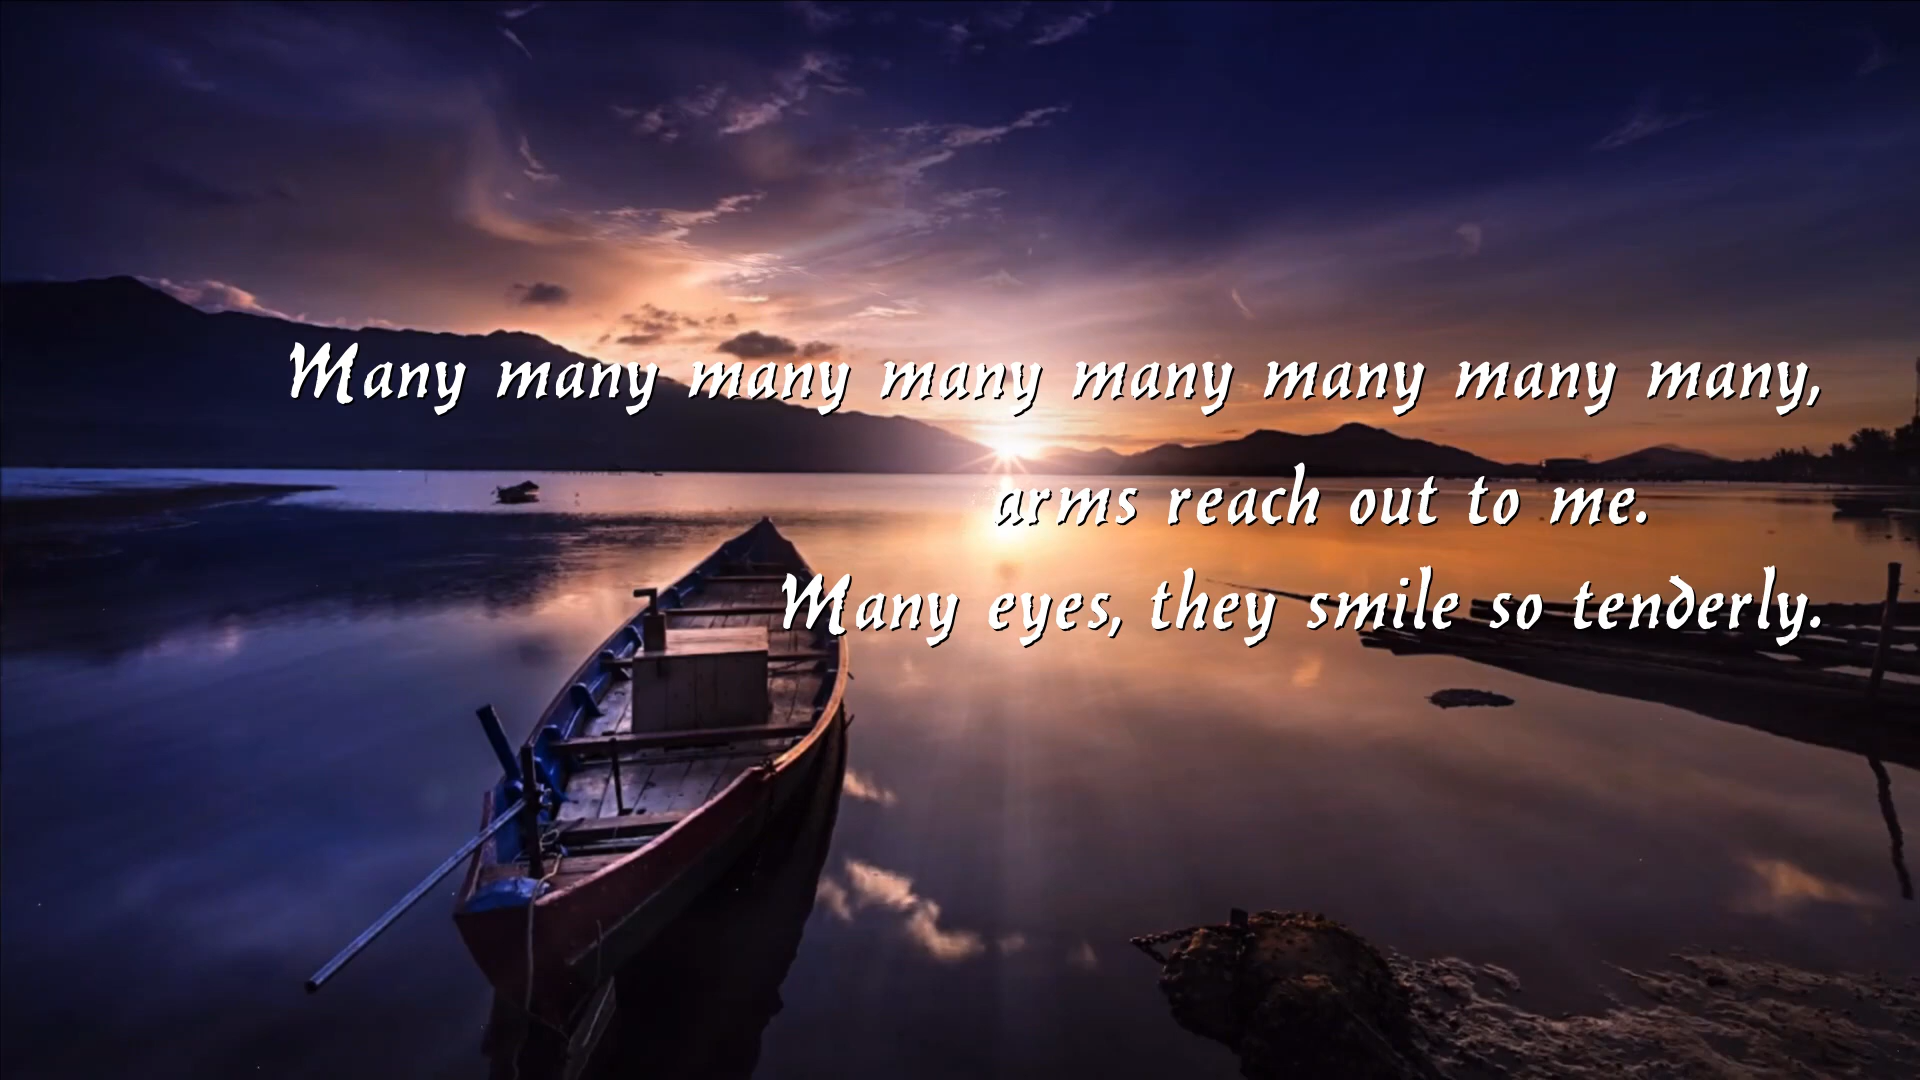 Many many many many many many many many,
arms reach out to me.
Many eyes, they smile so tenderly.